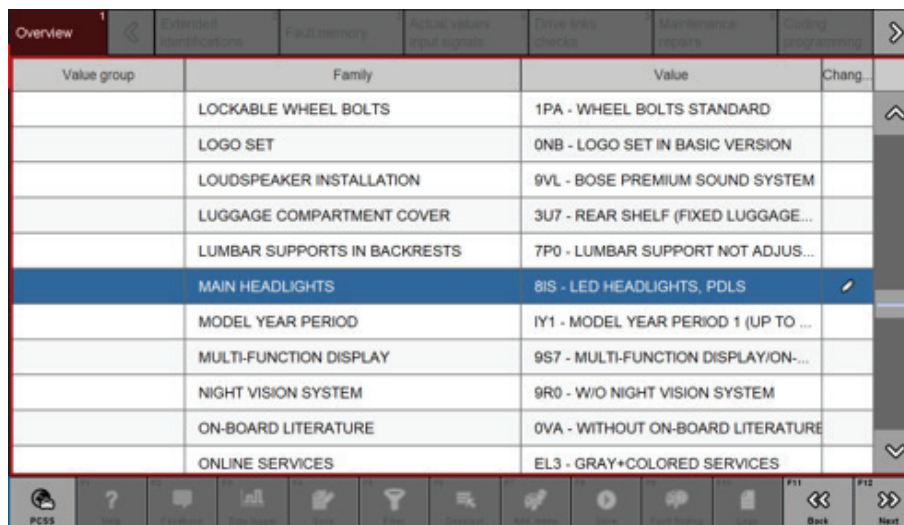 Overview
1
Extended identifications
Fault memory
Actual values input signals
Drive links checks
Maintenance repairs
Coding programming
Value group
Family
Value
Chang...
LOCKABLE WHEEL BOLTS
1PA - WHEEL BOLTS STANDARD
LOGO SET
0NB - LOGO SET IN BASIC VERSION
LOUDSPEAKER INSTALLATION
9VL - BOSE PREMIUM SOUND SYSTEM
LUGGAGE COMPARTMENT COVER
3U7 - REAR SHELF (FIXED LUGGAGE...
LUMBAR SUPPORTS IN BACKRESTS
7P0 - LUMBAR SUPPORT NOT ADJUS...
MAIN HEADLIGHTS
8IS - LED HEADLIGHTS, PDLS
MODEL YEAR PERIOD
IY1 - MODEL YEAR PERIOD 1 (UP TO ...
MULTI-FUNCTION DISPLAY
9S7 - MULTI-FUNCTION DISPLAY/ON-...
NIGHT VISION SYSTEM
9R0 - W/O NIGHT VISION SYSTEM
ON-BOARD LITERATURE
0VA - WITHOUT ON-BOARD LITERATURE
ONLINE SERVICES
EL3 - GRAY+COLORED SERVICES
PCSS
F11
Back
F12
Next